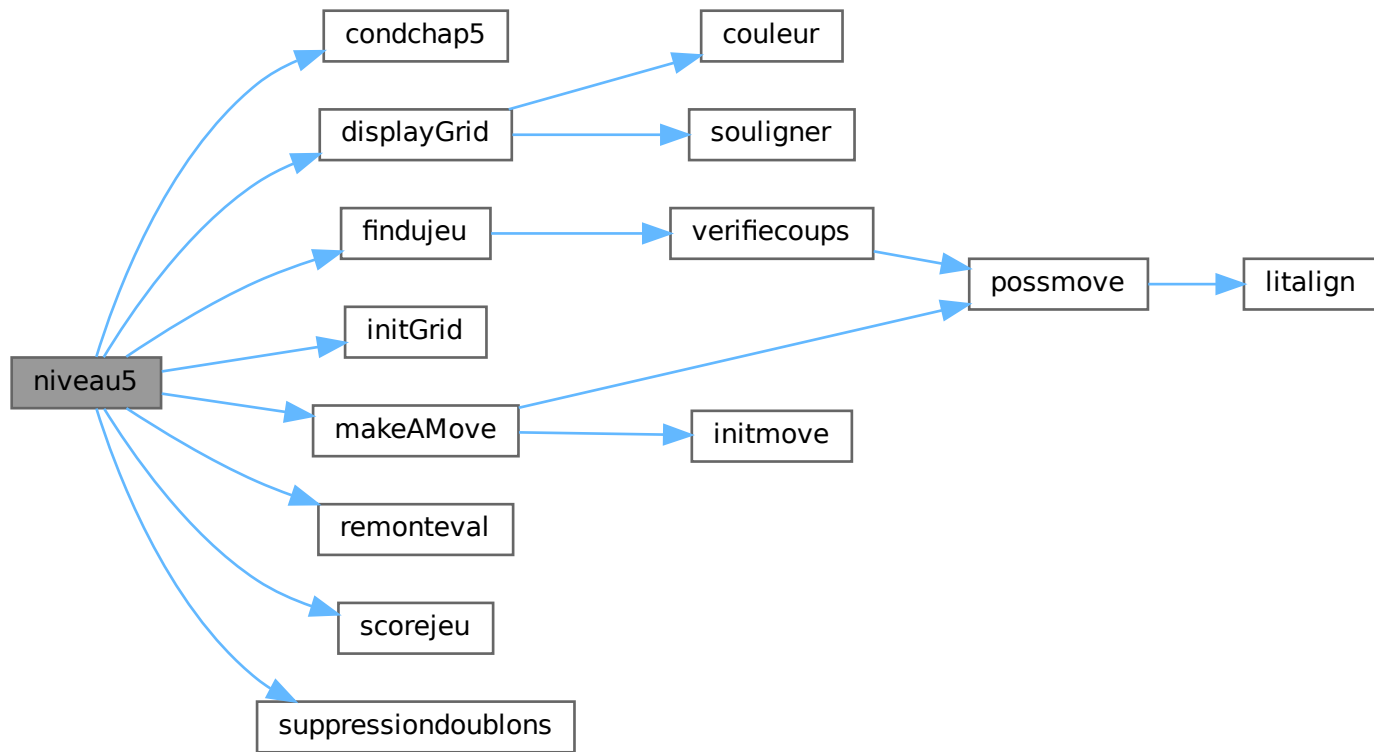 niveau5
condchap5
displayGrid
couleur
souligner
findujeu
verifiecoups
possmove
litalign
initGrid
makeAMove
initmove
remonteval
scorejeu
suppressiondoublons